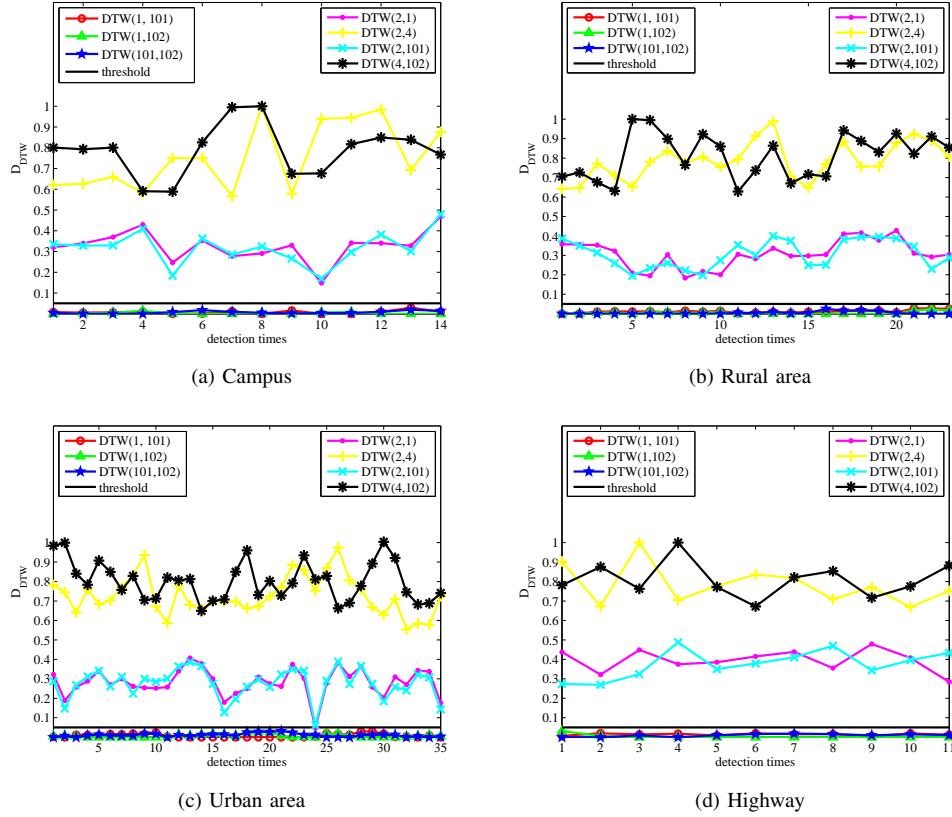 DTW(1, 101)
DTW(1,102)
DTW(101,102)
threshold
DTW(2,1)
DTW(2,4)
DTW(2,101)
DTW(4,102)
1
0.9
0.8
0.7
0.6
0.5
0.4
0.3
0.2
0.1
D_DTW
2 4 6 8 10 12 14
detection times
(a) Campus
DTW(1, 101)
DTW(1,102)
DTW(101,102)
threshold
DTW(2,1)
DTW(2,4)
DTW(2,101)
DTW(4,102)
1
0.9
0.8
0.7
0.6
0.5
0.4
0.3
0.2
0.1
D_DTW
5 10 15 20
detection times
(b) Rural area
DTW(1, 101)
DTW(1,102)
DTW(101,102)
threshold
DTW(2,1)
DTW(2,4)
DTW(2,101)
DTW(4,102)
1
0.9
0.8
0.7
0.6
0.5
0.4
0.3
0.2
0.1
D_DTW
5 10 15 20 25 30 35
detection times
(c) Urban area
DTW(1, 101)
DTW(1,102)
DTW(101,102)
threshold
DTW(2,1)
DTW(2,4)
DTW(2,101)
DTW(4,102)
1
0.9
0.8
0.7
0.6
0.5
0.4
0.3
0.2
0.1
D_DTW
1 2 3 4 5 6 7 8 9 10 11
detection times
(d) Highway